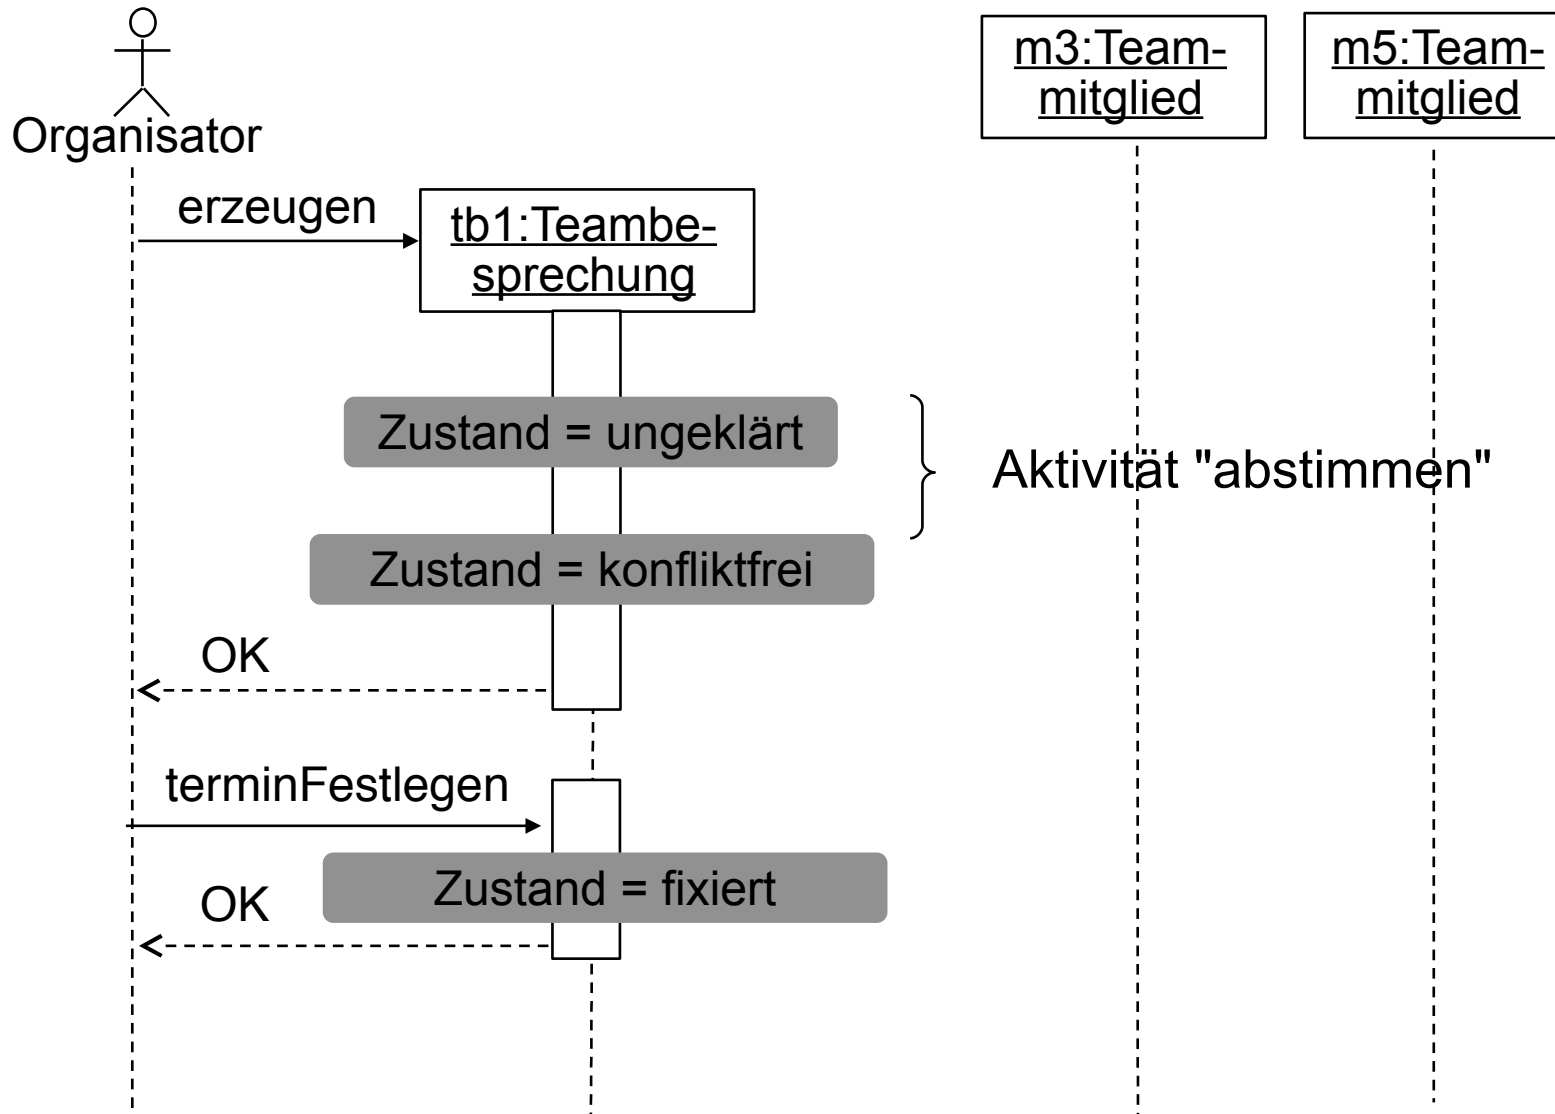 Organisator
m3:Team-
mitglied
m5:Team-
mitglied
erzeugen
tb1:Teambe-
sprechung
Zustand = ungeklärt
Aktivität "abstimmen"
Zustand = konfliktfrei
OK
terminFestlegen
Zustand = fixiert
OK